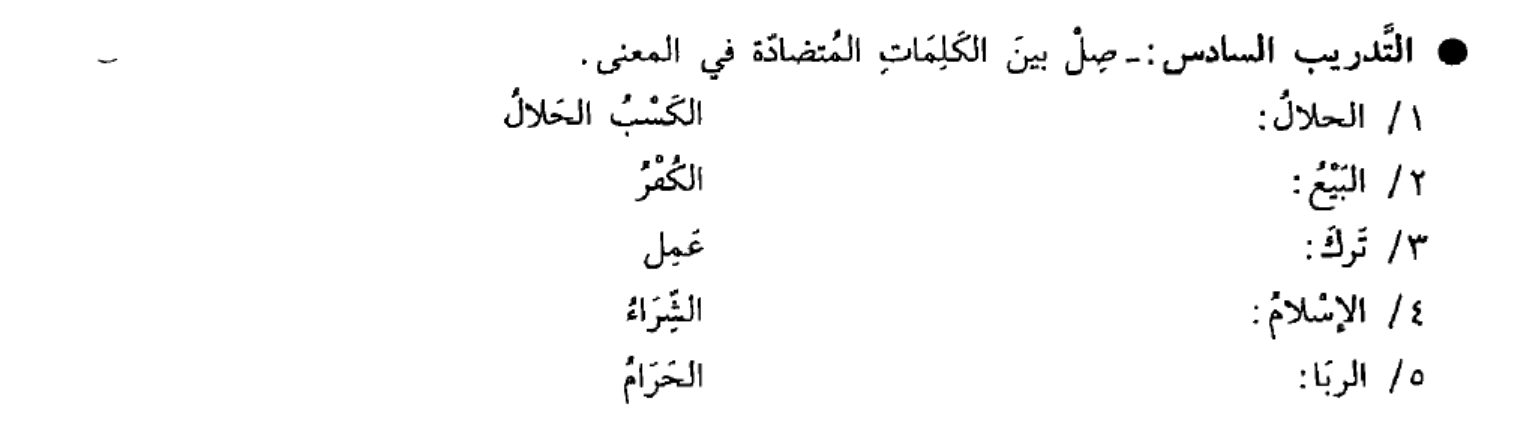 ● التَّدريب السادس:ـ صِلْ بينَ الكَلِمَاتِ المُتضادّة في المعنى.
١/ الحلالُ: الكَسْبُ الحَلالُ
٢/ البَيْعُ: الكُفْرُ
٣/ تَركَ: عَمِل
٤/ الإسْلامُ: الشِّرَاءُ
٥/ الربَا: الحَرَامُ